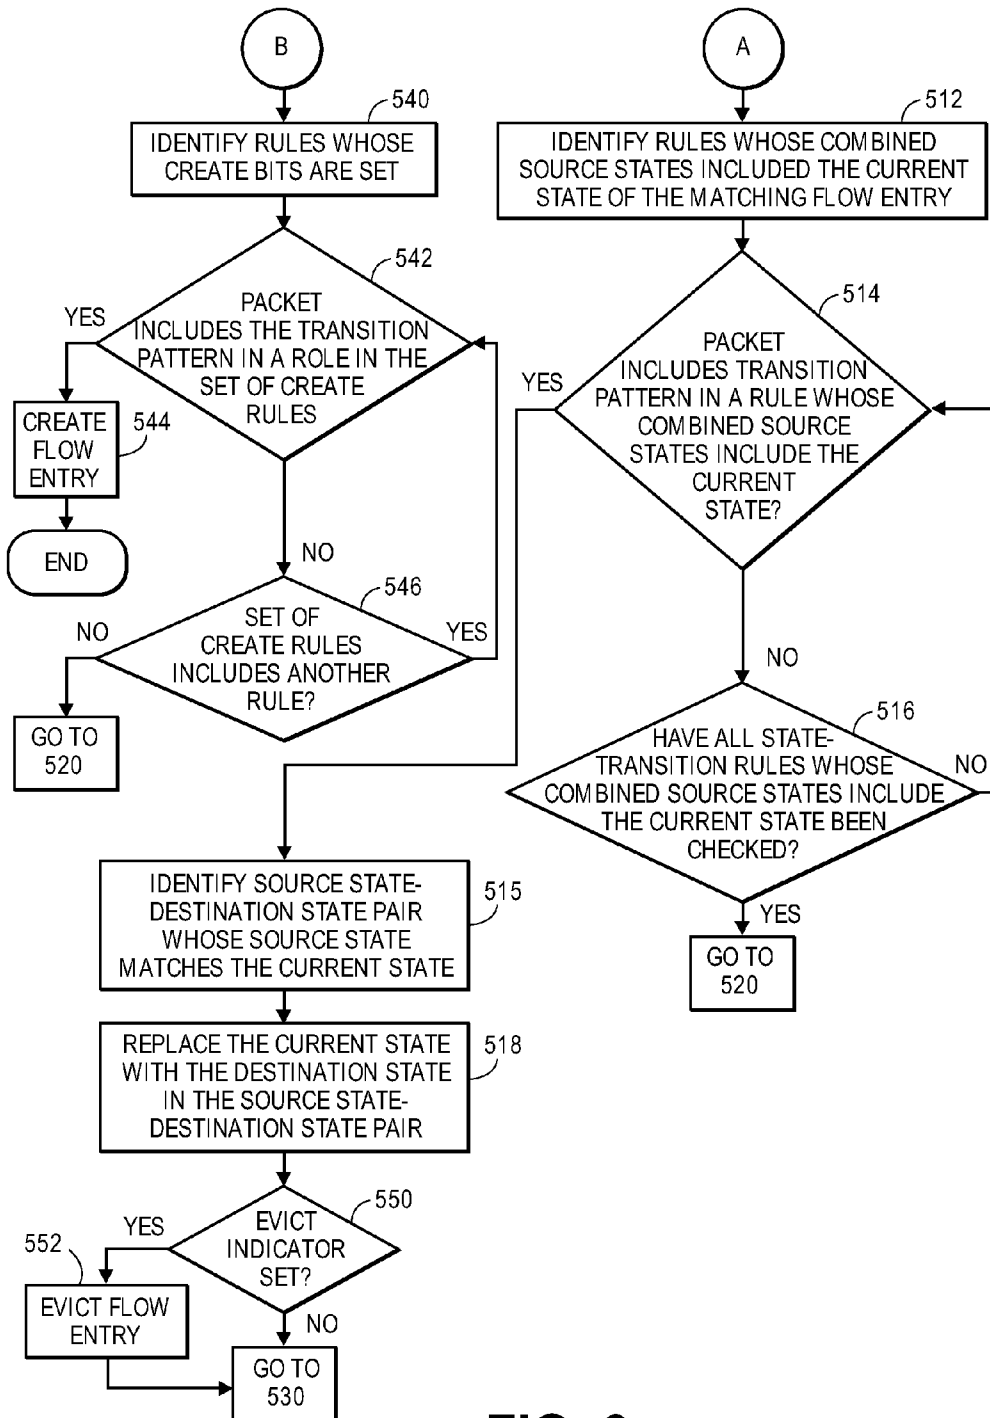 B
540
IDENTIFY RULES WHOSE
CREATE BITS ARE SET
542
PACKET
INCLUDES THE TRANSITION
PATTERN IN A ROLE IN THE
SET OF CREATE
RULES
YES
CREATE
FLOW
ENTRY
544
END
NO
546
SET OF
CREATE RULES
INCLUDES ANOTHER
RULE?
NO
YES
GO TO
520
A
512
IDENTIFY RULES WHOSE COMBINED
SOURCE STATES INCLUDED THE CURRENT
STATE OF THE MATCHING FLOW ENTRY
514
PACKET
INCLUDES TRANSITION
PATTERN IN A RULE WHOSE
COMBINED SOURCE
STATES INCLUDE THE
CURRENT
STATE?
YES
NO
516
HAVE ALL STATE-
TRANSITION RULES WHOSE
COMBINED SOURCE STATES INCLUDE
THE CURRENT STATE BEEN
CHECKED?
NO
YES
GO TO
520
IDENTIFY SOURCE STATE-
DESTINATION STATE PAIR
WHOSE SOURCE STATE
MATCHES THE CURRENT STATE
515
REPLACE THE CURRENT STATE
WITH THE DESTINATION STATE
IN THE SOURCE STATE-
DESTINATION STATE PAIR
518
550
EVICT
INDICATOR
SET?
YES
552
EVICT FLOW
ENTRY
NO
GO TO
530